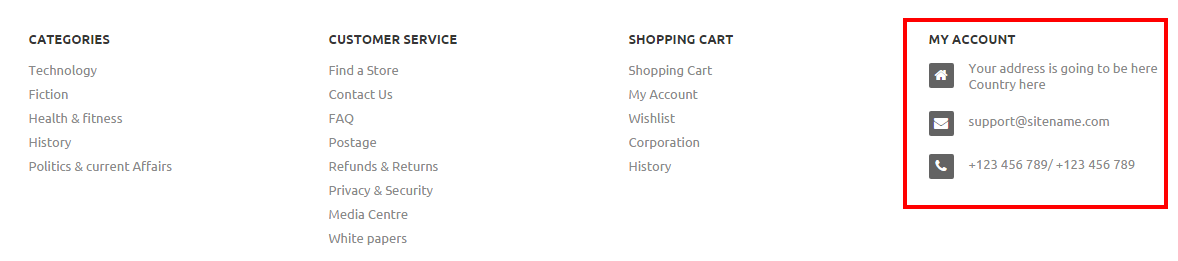 CATEGORIES
Technology
Fiction
Health & fitness
History
Politics & current Affairs
CUSTOMER SERVICE
Find a Store
Contact Us
FAQ
Postage
Refunds & Returns
Privacy & Security
Media Centre
White papers
SHOPPING CART
Shopping Cart
My Account
Wishlist
Corporation
History
MY ACCOUNT
Your address is going to be here
Country here
support@sitename.com
+123 456 789/ +123 456 789